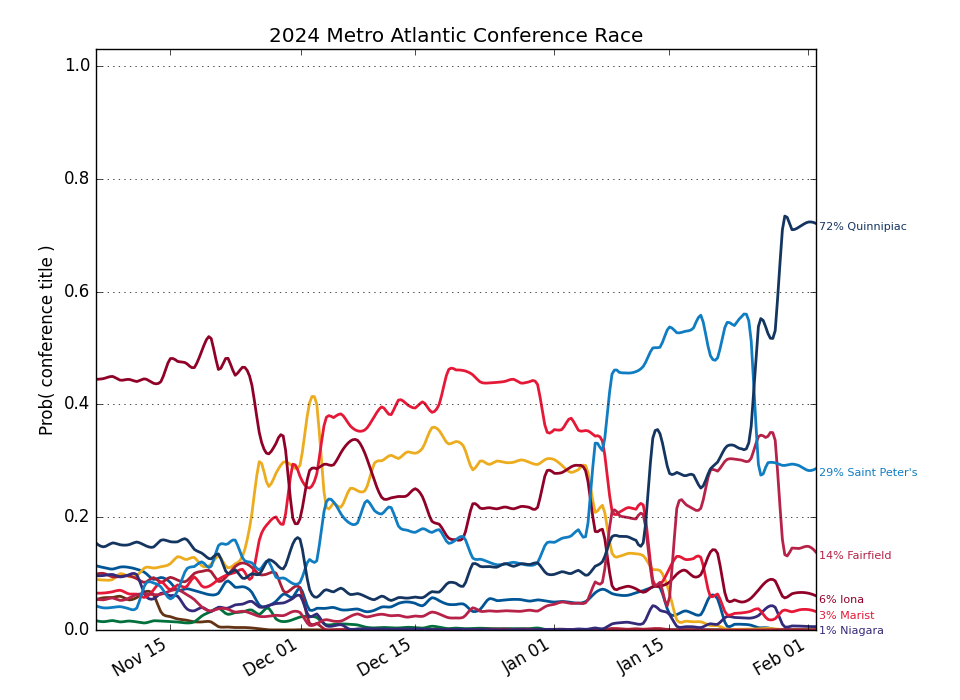 2024 Metro Atlantic Conference Race
1.0
0.8
0.6
0.4
0.2
0.0
Prob( conference title )
72% Quinnipiac
29% Saint Peter's
14% Fairfield
6% Iona
3% Marist
1% Niagara
Nov 15
Dec 01
Dec 15
Jan 01
Jan 15
Feb 01